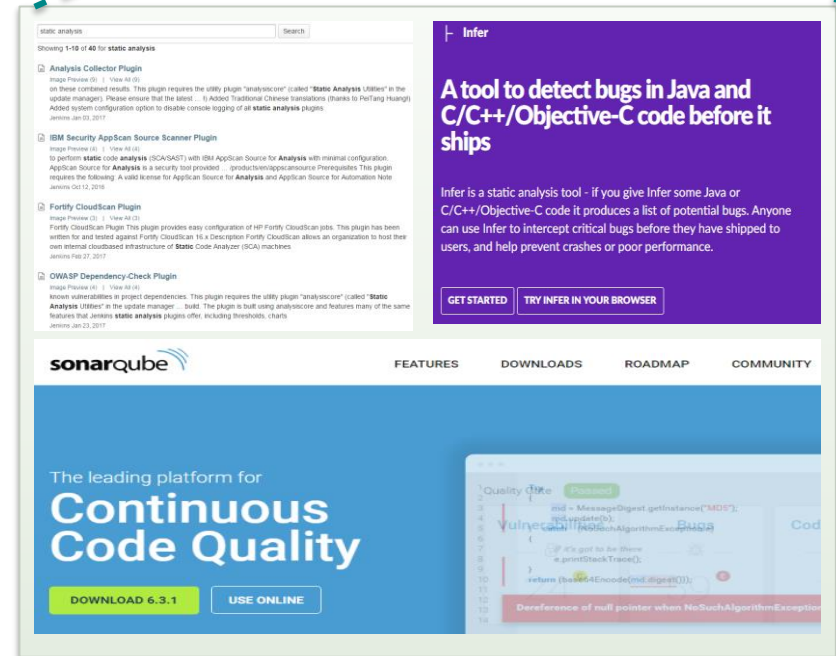 static analysis
Search
Showing 1-10 of 40 for static analysis
Analysis Collector Plugin
Image Preview (9) | View All (9)
on these combined results. This plugin requires the utility plugin "analysiscore" (called "Static Analysis Utilities" in the
update manager). Please ensure that the latest ... I) Added Traditional Chinese translations (thanks to PeiTang Huang!)
Added system configuration option to disable console logging of all static analysis plugins.
Jenkins Jan 03, 2017
IBM Security AppScan Source Scanner Plugin
Image Preview (4) | View All (4)
to perform static code analysis (SCA/SAST) with IBM AppScan Source for Analysis with minimal configuration.
AppScan Source for Analysis is a security tool provided ... /products/en/appscansource Prerequisites This plugin
requires the following: A valid license for AppScan Source for Analysis and AppScan Source for Automation Note
Jenkins Oct 12, 2016
Fortify CloudScan Plugin
Image Preview (3) | View All (3)
Fortify CloudScan Plugin This plugin provides easy configuration of HP Fortify CloudScan jobs. This plugin has been
written for and tested against Fortify CloudScan 16.x Description Fortify CloudScan allows an organization to host their
own internal cloudbased infrastructure of Static Code Analyzer (SCA) machines
Jenkins Feb 27, 2017
OWASP Dependency-Check Plugin
Image Preview (4) | View All (4)
known vulnerabilities in project dependencies. This plugin requires the utility plugin "analysiscore" (called "Static
Analysis Utilities" in the update manager ... build. The plugin is built using analysiscore and features many of the same
features that Jenkins static analysis plugins offer, including thresholds, charts
Jenkins Jan 23, 2017
Infer
A tool to detect bugs in Java and
C/C++/Objective-C code before it
ships
Infer is a static analysis tool - if you give Infer some Java or
C/C++/Objective-C code it produces a list of potential bugs. Anyone
can use Infer to intercept critical bugs before they have shipped to
users, and help prevent crashes or poor performance.
GET STARTED
TRY INFER IN YOUR BROWSER
sonarqube
FEATURES DOWNLOADS ROADMAP COMMUNITY
The leading platform for
Continuous
Code Quality
DOWNLOAD 6.3.1
USE ONLINE
Quality Gate Passed
md = MessageDigest.getInstance("MD5");
md.update(b);
Vulnerabilities Bugs Cod
// it's got to be there
e.printStackTrace();
}
return (base64Encode(md.digest()));
Dereference of null pointer when NoSuchAlgorithmException